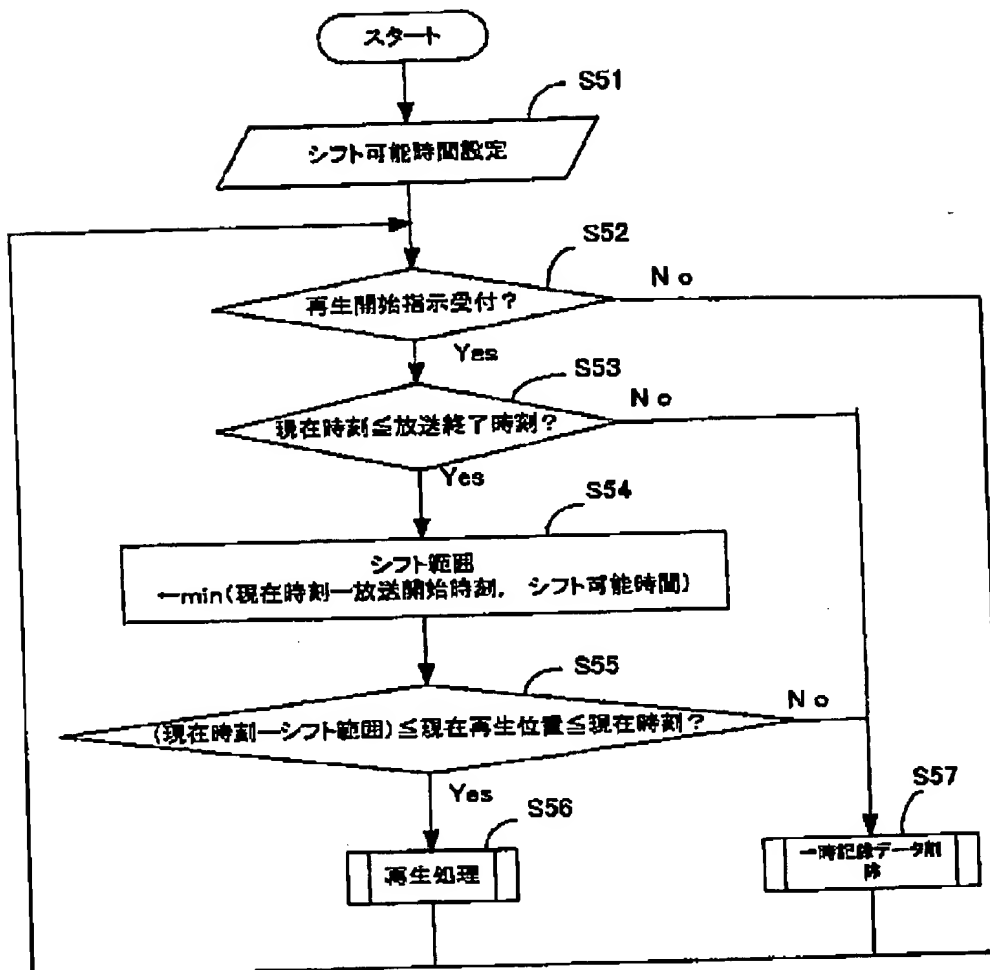 スタート
S51
シフト可能時間設定
S52
再生開始指示受付?
No
Yes
S53
現在時刻≦放送終了時刻?
No
Yes
S54
シフト範囲
←min(現在時刻ー放送開始時刻, シフト可能時間)
S55
(現在時刻ーシフト範囲)≦現在再生位置≦現在時刻?
No
Yes
S56
再生処理
S57
一時記録データ削
除